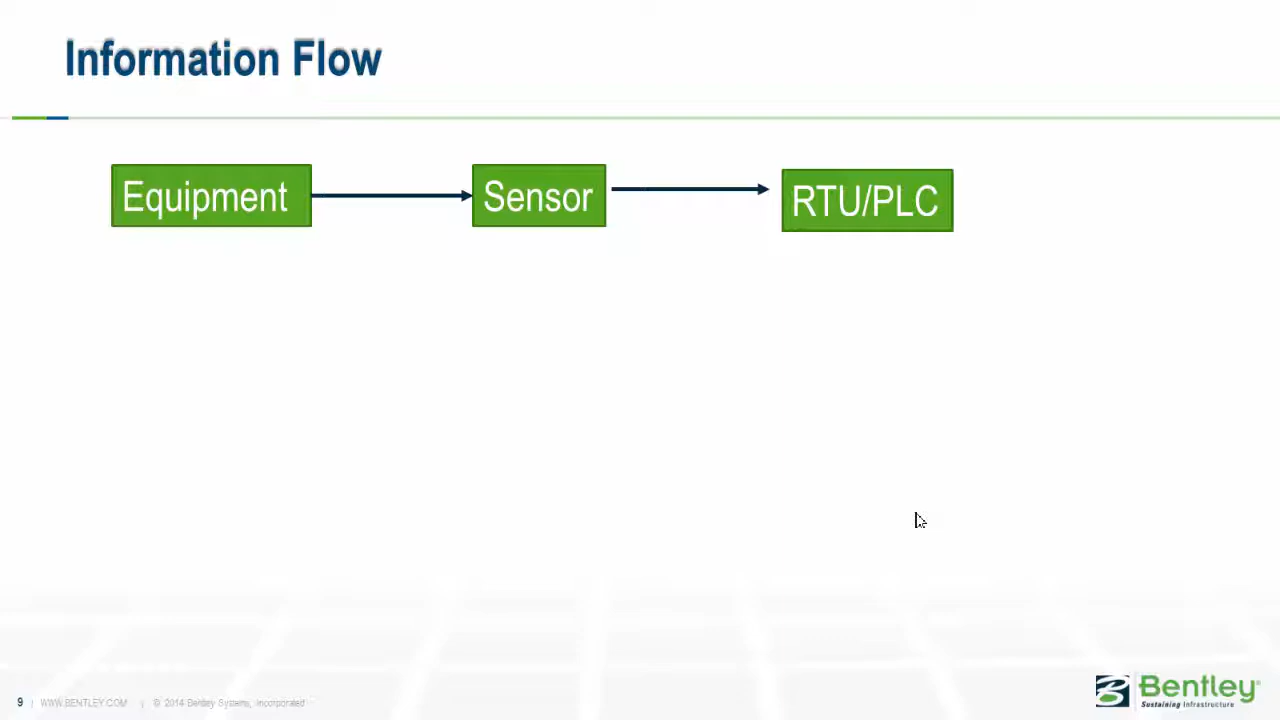 Information Flow
Equipment
Sensor
RTU/PLC
9 | WWW.BENTLEY.COM | © 2014 Bentley Systems, Incorporated
Bentley®
Sustaining Infrastructure